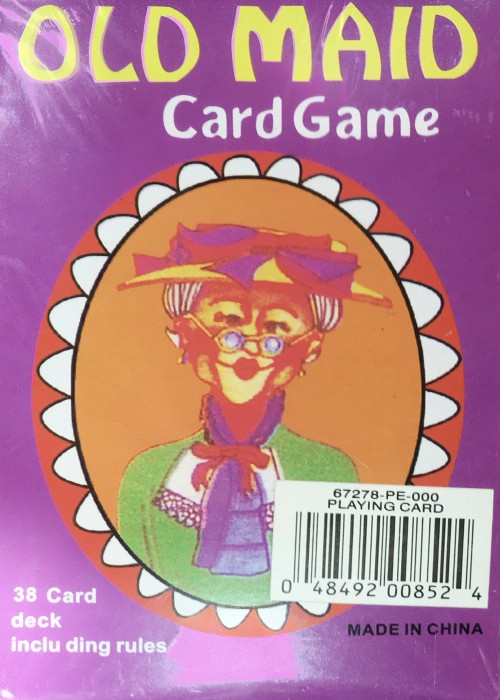 OLD MAID
Card Game
67278-PE-000
PLAYING CARD
0 48492 00852 4
38 Card
deck
inclu ding rules
MADE IN CHINA